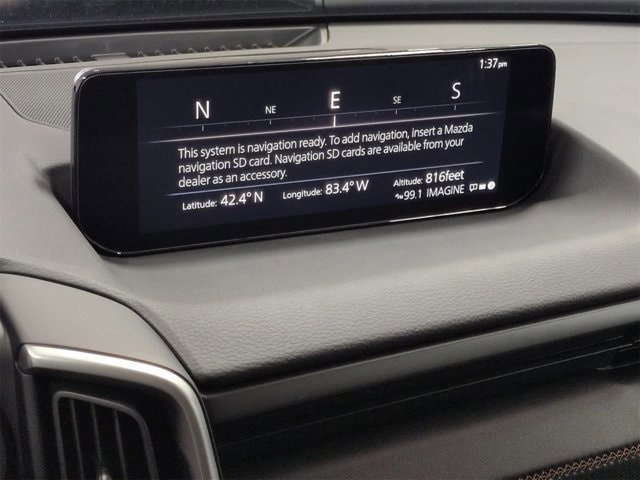 1:37pm
N NE E SE S
This system is navigation ready. To add navigation, insert a Mazda
navigation SD card. Navigation SD cards are available from your
dealer as an accessory.
Latitude: 42.4° N Longitude: 83.4° W Altitude: 816feet
99.1 IMAGINE